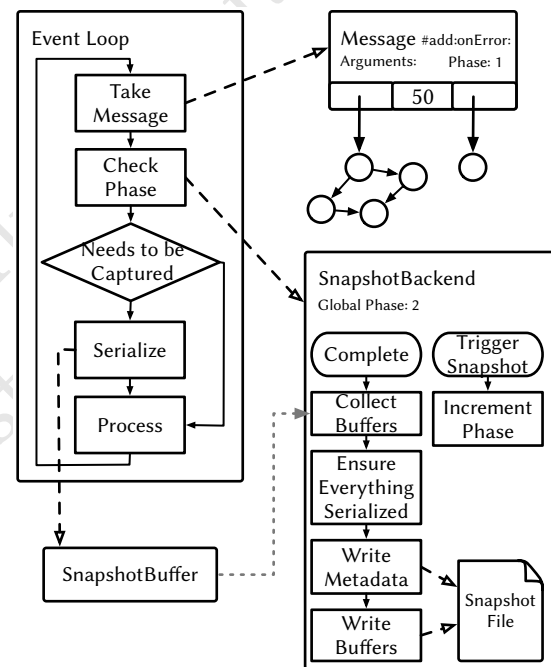 Event Loop
Take
Message
Check
Phase
Needs to be
Captured
Serialize
Process
SnapshotBuffer
Message #add:onError:
Arguments: Phase: 1
50
SnapshotBackend
Global Phase: 2
Complete
Collect
Buffers
Ensure
Everything
Serialized
Write
Metadata
Write
Buffers
Trigger
Snapshot
Increment
Phase
Snapshot
File